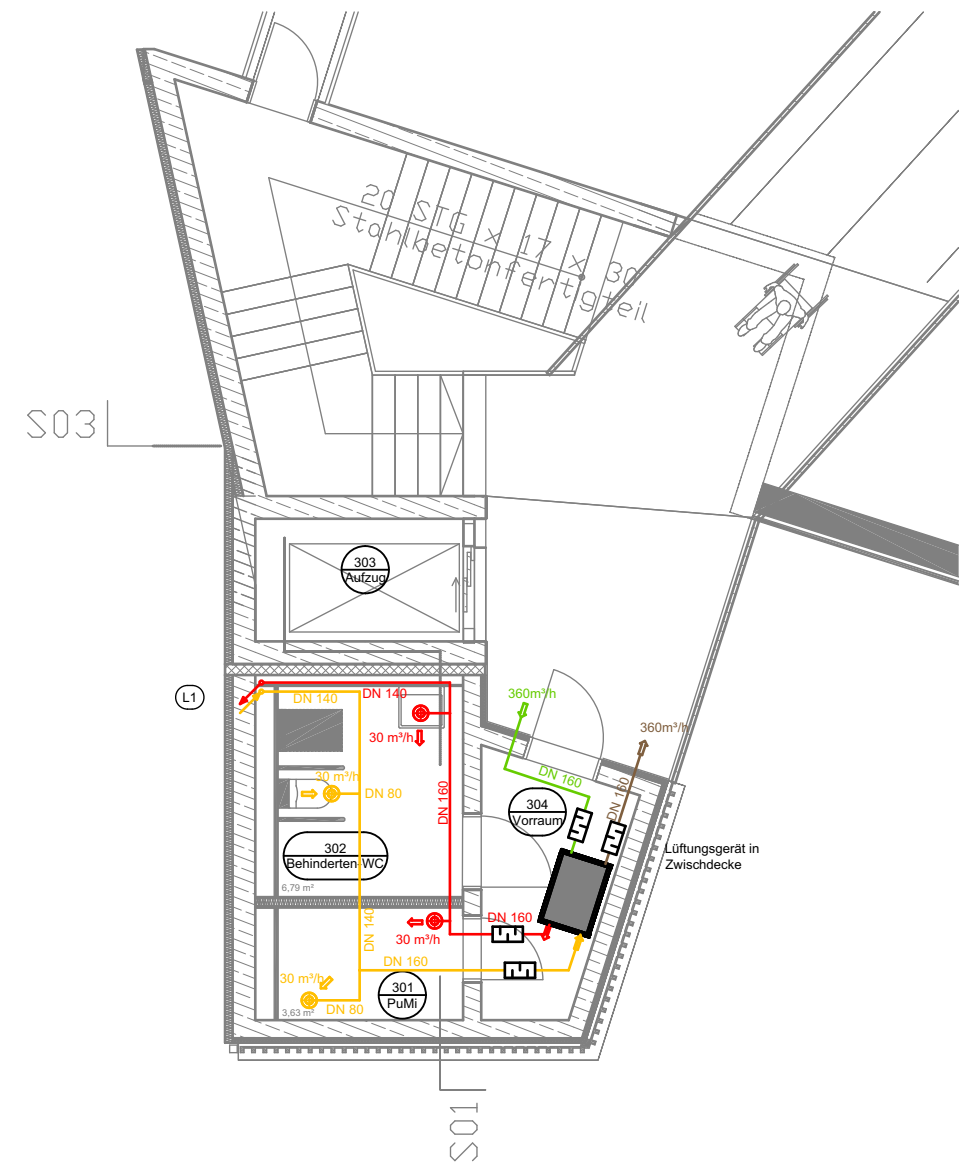 20 STG x 17 x 30
Stahlbetonfertigteil
S03
303
Aufzug
L1
DN 140
DN 140
30 m³/h
360m³/h
360m³/h
DN 160
DN 160
DN 160
30 m³/h
DN 80
304
Vorraum
302
Behinderten-WC
6,79 m²
Lüftungsgerät in
Zwischdecke
DN 140
DN 160
30 m³/h
DN 160
30 m³/h
301
PuMi
DN 80
3,63 m²
S01